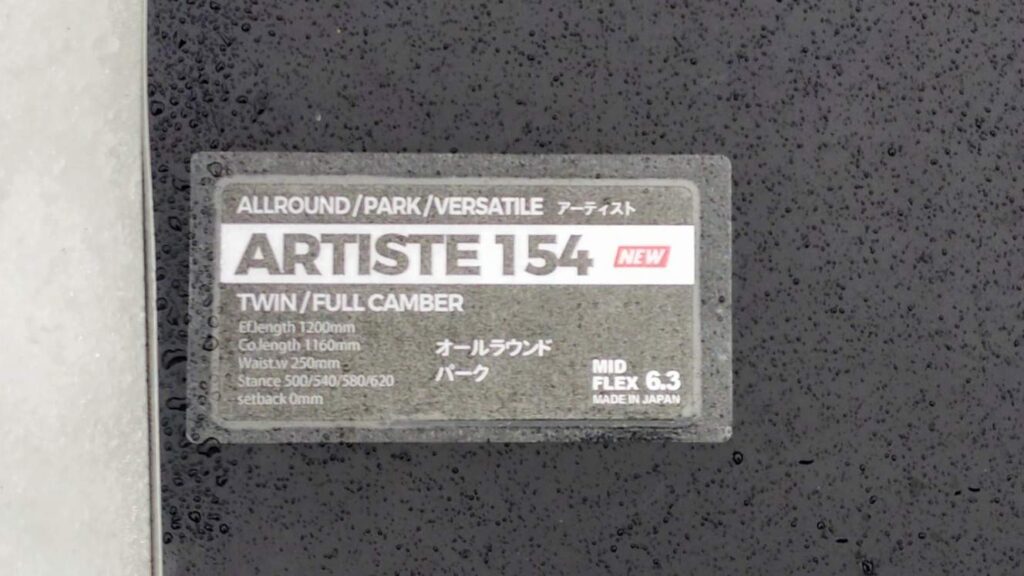 ALLROUND/PARK/VERSATILE アーティスト
ARTISTE 154 NEW
TWIN/FULL CAMBER
Ef.length 1200mm
Co.length 1160mm
Waist.w 250mm
Stance 500/540/580/620
setback 0mm
オールラウンド
パーク
MID
FLEX 6.3
MADE IN JAPAN